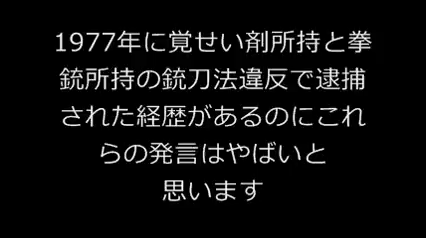 1977年に覚せい剤所持と拳
銃所持の銃刀法違反で逮捕
された経歴があるのにこれ
らの発言はやばいと
思います